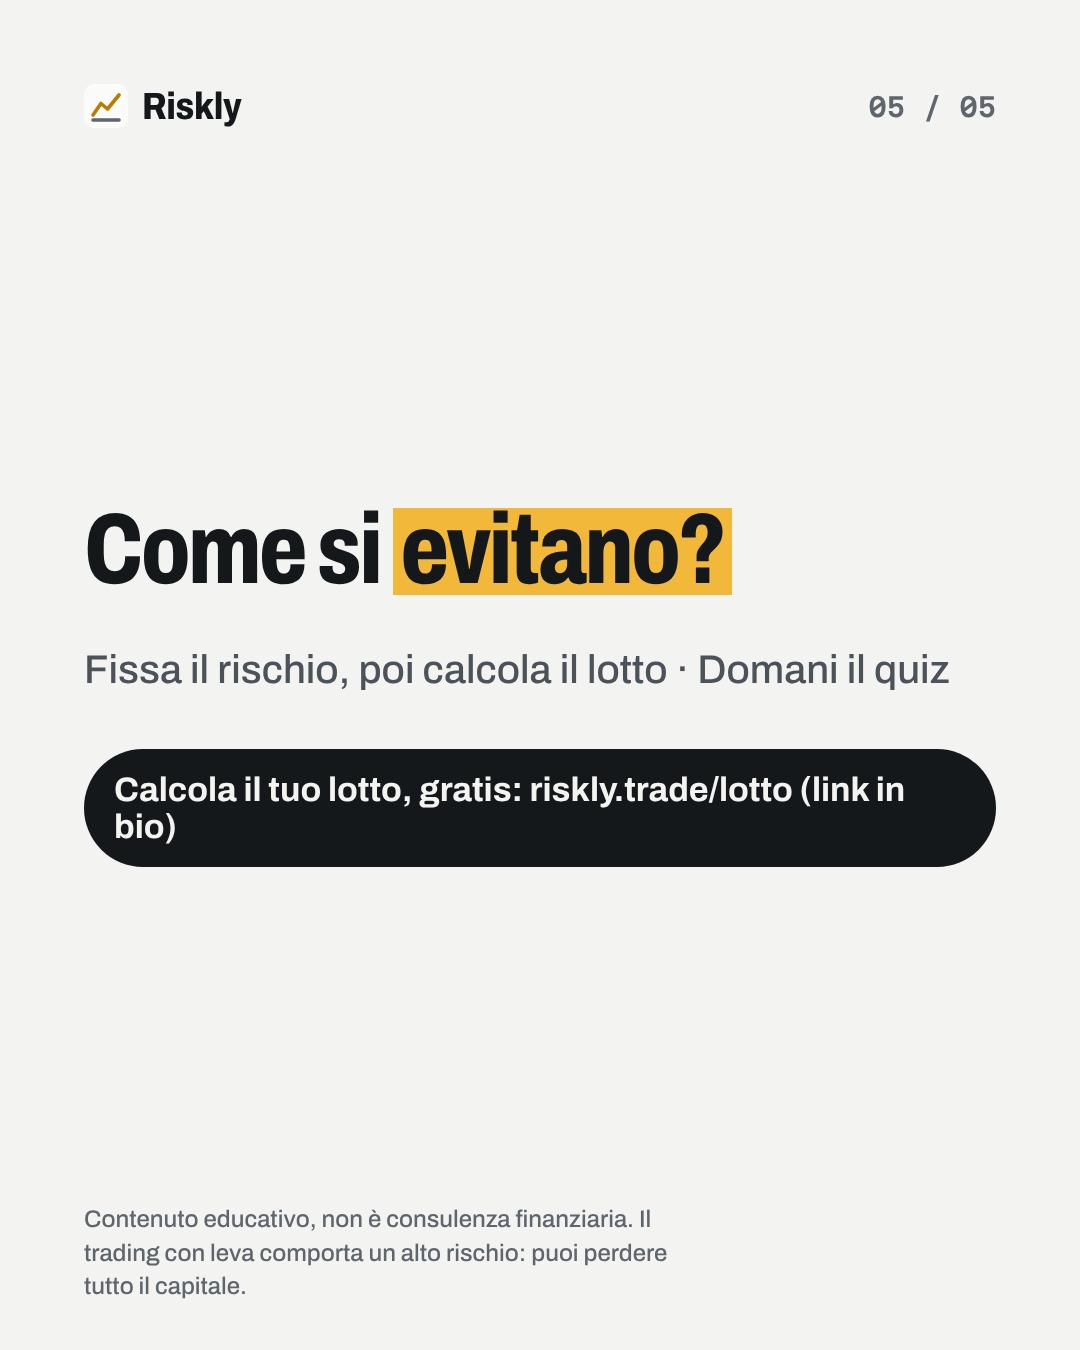 Riskly
05 / 05
Come si evitano?
Fissa il rischio, poi calcola il lotto · Domani il quiz
Calcola il tuo lotto, gratis: riskly.trade/lotto (link in
bio)
Contenuto educativo, non è consulenza finanziaria. Il
trading con leva comporta un alto rischio: puoi perdere
tutto il capitale.